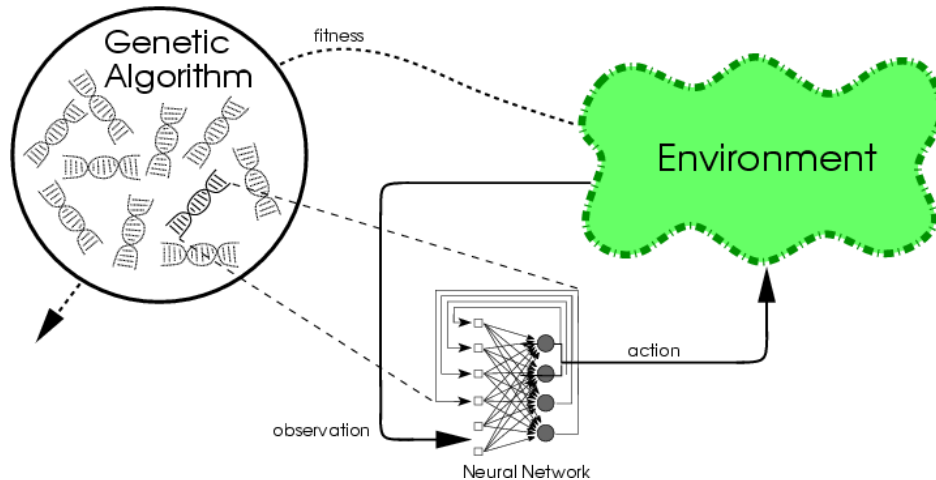 Genetic
Algorithm
fitness
Environment
action
observation
Neural Network